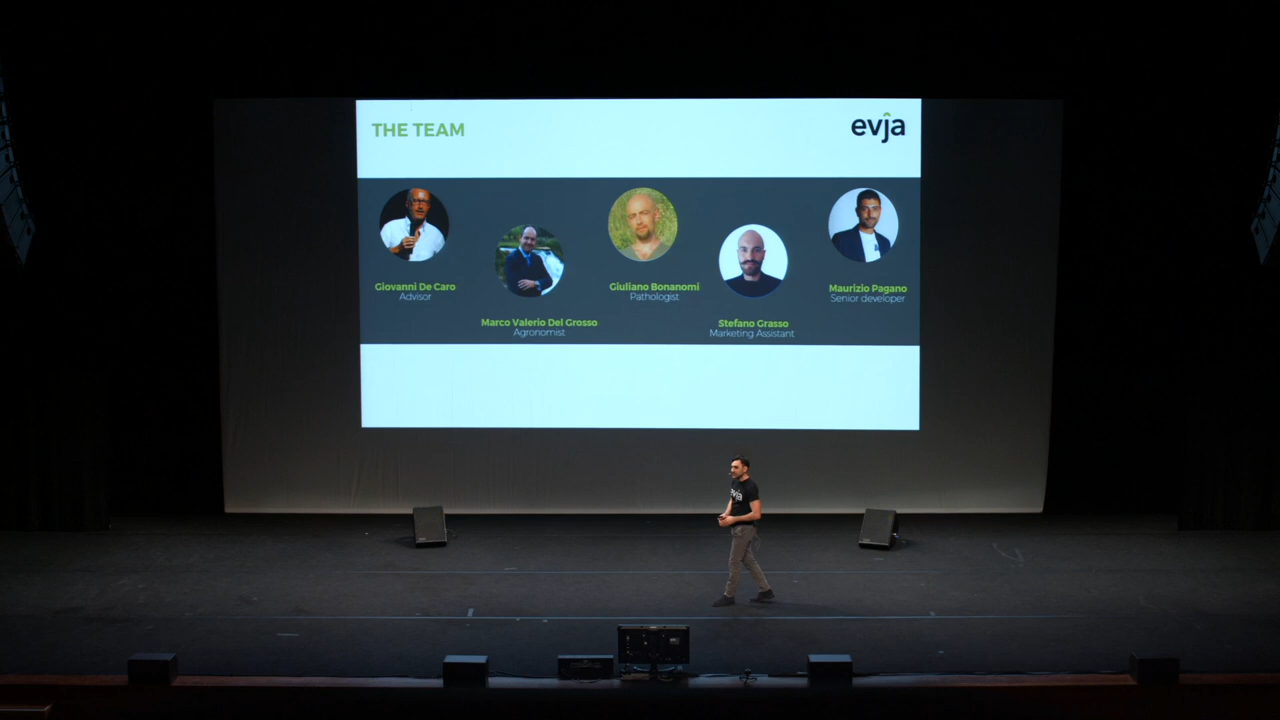 THE TEAM
evja
Giovanni De Caro
Advisor
Marco Valerio Del Grosso
Agronomist
Giuliano Bonanomi
Pathologist
Stefano Grasso
Marketing Assistant
Maurizio Pagano
Senior developer
evja